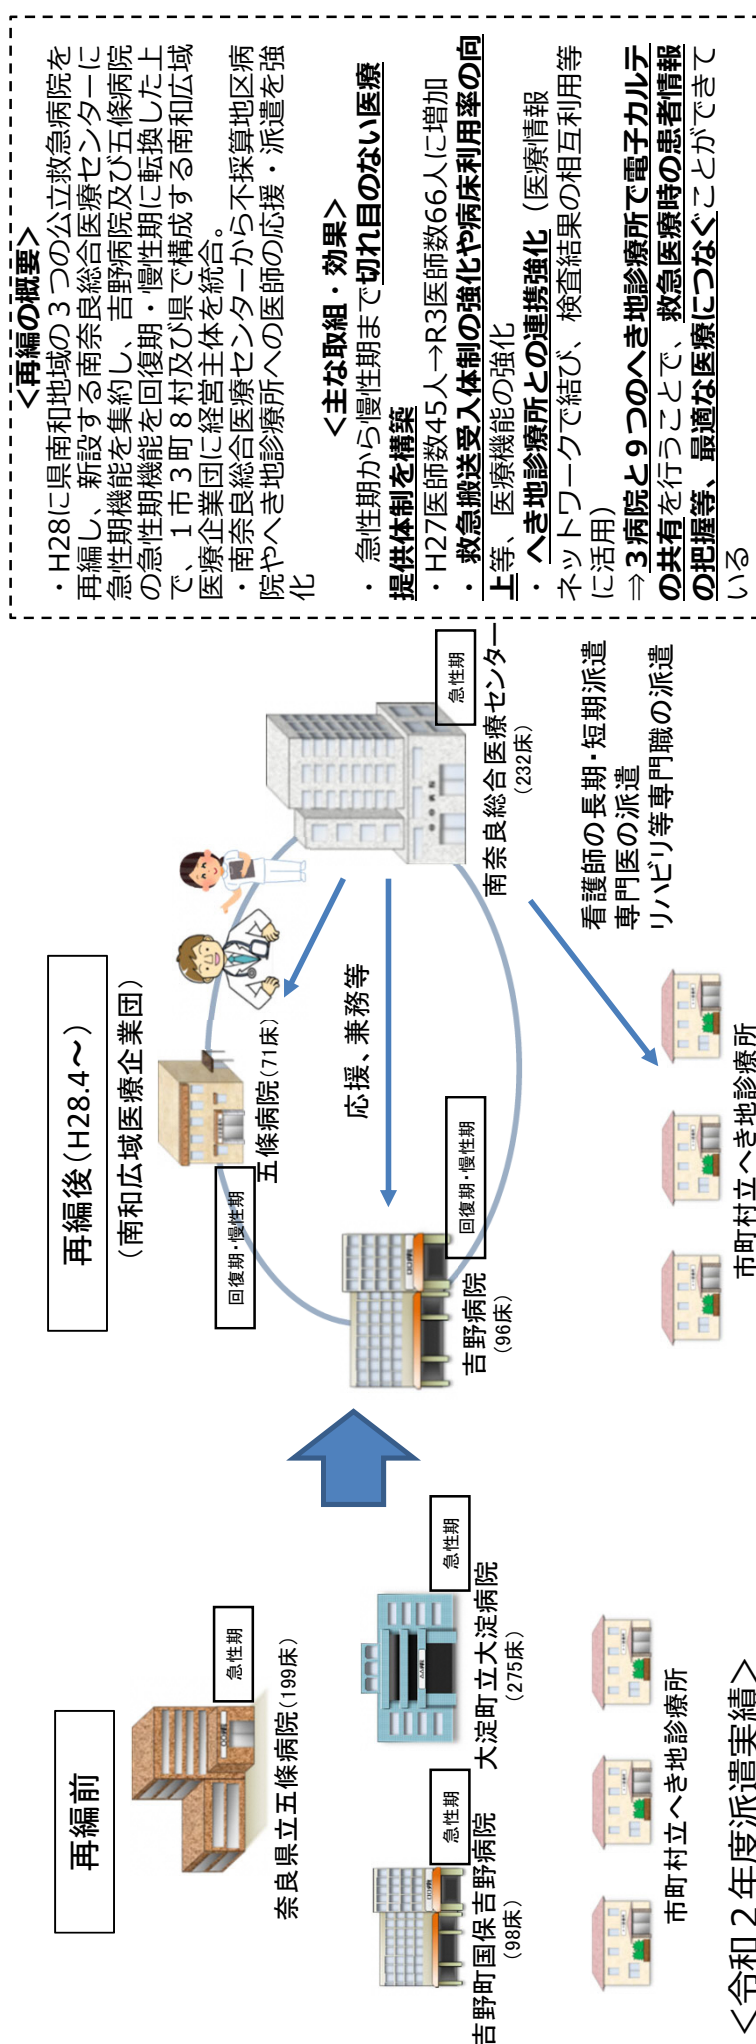 再編前
奈良県立五條病院(199床)
急性期
吉野町国保吉野病院
(98床)
急性期
大淀町立大淀病院
(275床)
急性期
市町村立へき地診療所
<令和２年度派遣実績>
再編後(H28.4～)
(南和広域医療企業団)
回復期・慢性期
五條病院(71床)
応援、兼務等
吉野病院
(96床)
回復期・慢性期
急性期
南奈良総合医療センター
(232床)
看護師の長期・短期派遣
専門医の派遣
リハビリ等専門職の派遣
市町村立へき地診療所
<再編の概要>
・H28に県南和地域の３つの公立救急病院を
再編し、新設する南奈良総合医療センターに
急性期機能を集約し、吉野病院及び五條病院
の急性期機能を回復期・慢性期に転換した上
で、１市３町８村及び県で構成する南和広域
医療企業団に経営主体を統合。
・南奈良総合医療センターから不採算地区病
院やへき地診療所への医師の応援・派遣を強
化
<主な取組・効果>
・ 急性期から慢性期まで切れ目のない医療
提供体制を構築
・H27医師数45人→R3医師数66人に増加
・ 救急搬送受入体制の強化や病床利用率の向
上等、医療機能の強化
・ へき地診療所との連携強化（医療情報
ネットワークで結び、検査結果の相互利用等
に活用）
⇒３病院と９つのへき地診療所で電子カルテ
の共有を行うことで、救急医療時の患者情報
の把握等、最適な医療につなぐことができて
いる